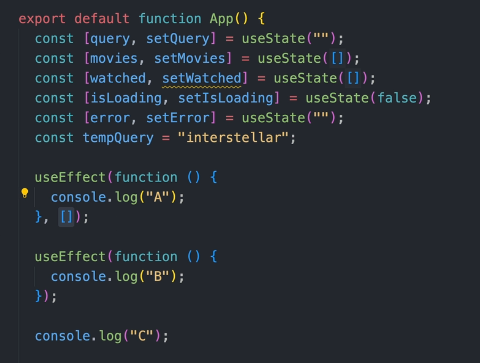 export default function App() {
  const [query, setQuery] = useState("");
  const [movies, setMovies] = useState([]);
  const [watched, setWatched] = useState([]);
  const [isLoading, setIsLoading] = useState(false);
  const [error, setError] = useState("");
  const tempQuery = "interstellar";

  useEffect(function () {
    console.log("A");
  }, []);

  useEffect(function () {
    console.log("B");
  });

  console.log("C");